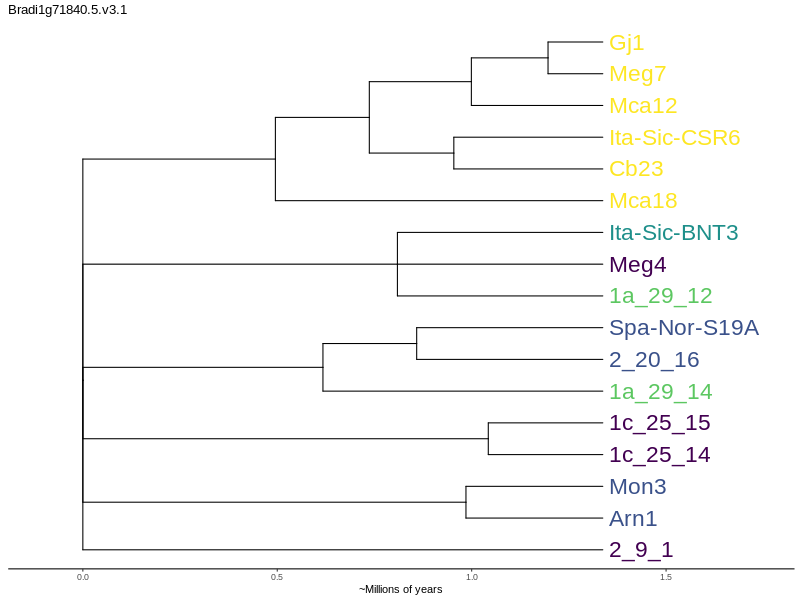 Bradi1g71840.5.v3.1
Gj1
Meg7
Mca12
Ita-Sic-CSR6
Cb23
Mca18
Ita-Sic-BNT3
Meg4
1a_29_12
Spa-Nor-S19A
2_20_16
1a_29_14
1c_25_15
1c_25_14
Mon3
Arn1
2_9_1
0.0 0.5 1.0 1.5
~Millions of years